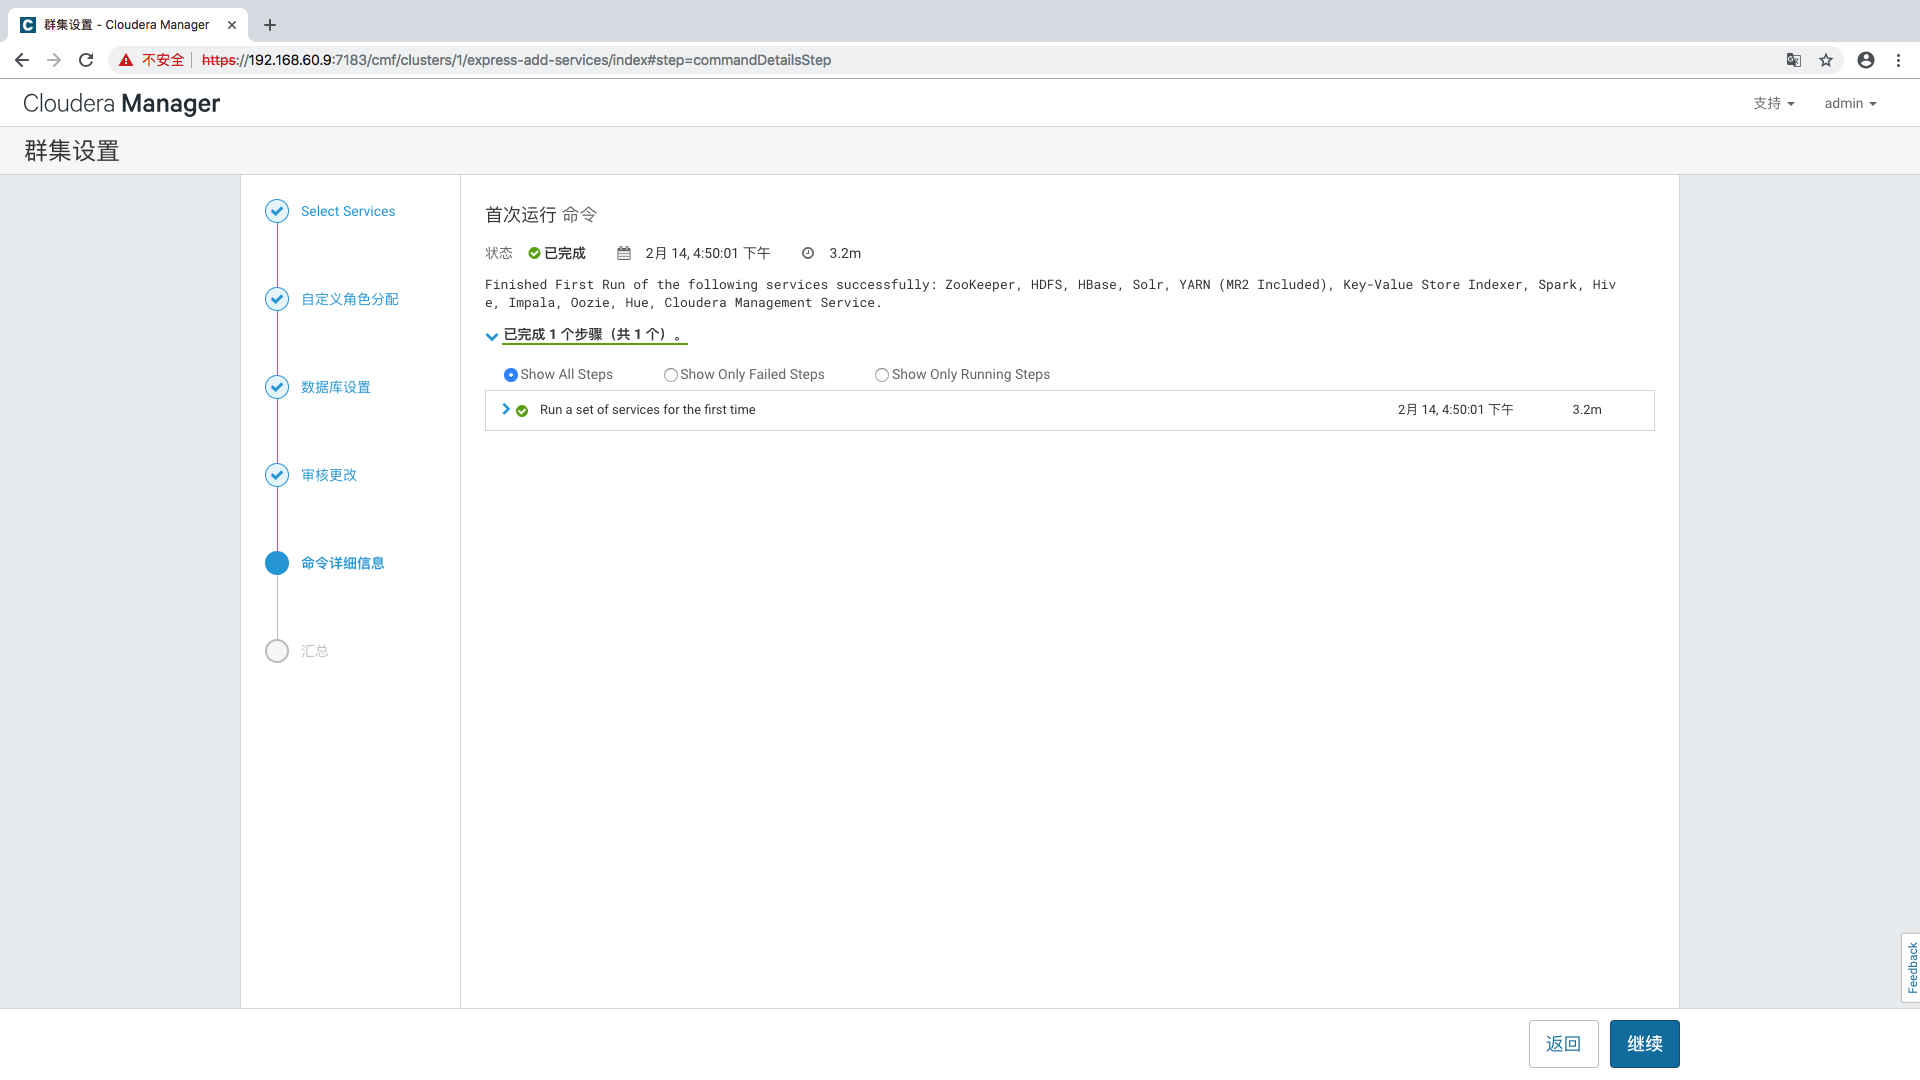 群集设置 - Cloudera Manager
不安全 https://192.168.60.9:7183/cmf/clusters/1/express-add-services/index#step=commandDetailsStep
Cloudera Manager
支持 admin
群集设置
Select Services
自定义角色分配
数据库设置
审核更改
命令详细信息
汇总
首次运行 命令
状态 已完成 2月 14, 4:50:01 下午 3.2m
Finished First Run of the following services successfully: ZooKeeper, HDFS, HBase, Solr, YARN (MR2 Included), Key-Value Store Indexer, Spark, Hiv
e, Impala, Oozie, Hue, Cloudera Management Service.
已完成 1 个步骤（共 1 个）。
Show All Steps Show Only Failed Steps Show Only Running Steps
Run a set of services for the first time 2月 14, 4:50:01 下午 3.2m
Feedback
返回 继续